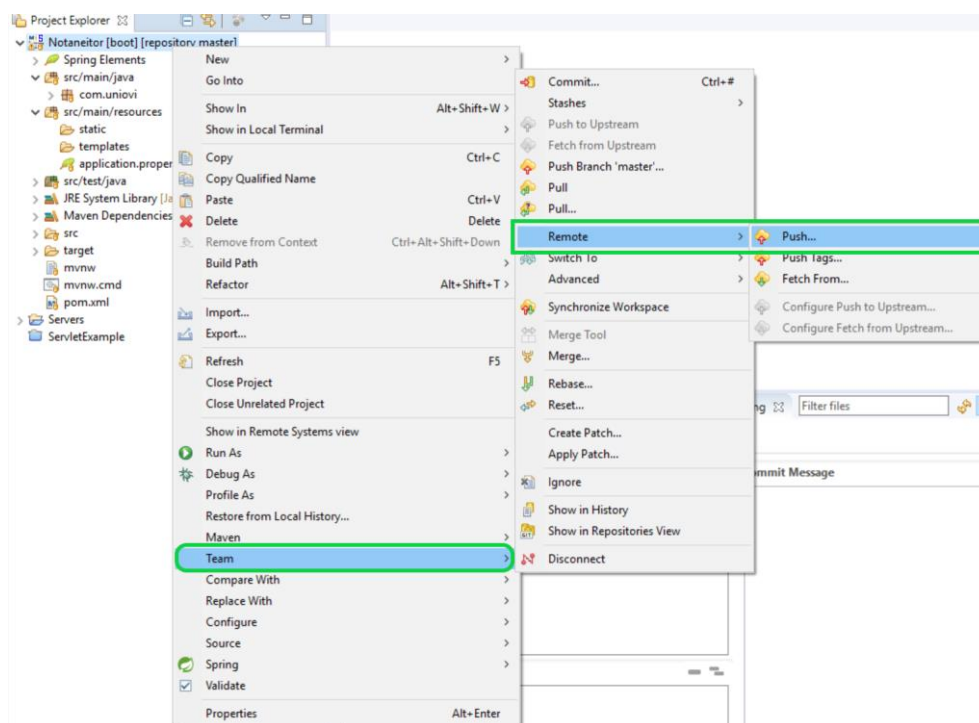 Project Explorer
Notaneitor [boot] [repository master]
Spring Elements
src/main/java
com.uniovi
src/main/resources
static
templates
application.proper
src/test/java
JRE System Library [Ja
Maven Dependencies
src
target
mvnw
mvnw.cmd
pom.xml
Servers
ServletExample
New
Go Into
Show In Alt+Shift+W
Show in Local Terminal
Copy Ctrl+C
Copy Qualified Name
Paste Ctrl+V
Delete Delete
Remove from Context Ctrl+Alt+Shift+Down
Build Path
Refactor Alt+Shift+T
Import...
Export...
Refresh F5
Close Project
Close Unrelated Project
Show in Remote Systems view
Run As
Debug As
Profile As
Restore from Local History...
Maven
Team
Compare With
Replace With
Configure
Source
Spring
Validate
Properties Alt+Enter
Commit... Ctrl+#
Stashes
Push to Upstream
Fetch from Upstream
Push Branch 'master'...
Pull
Pull...
Remote
Switch To
Advanced
Synchronize Workspace
Merge Tool
Merge...
Rebase...
Reset...
Create Patch...
Apply Patch...
Ignore
Show in History
Show in Repositories View
Disconnect
Push...
Push Tags...
Fetch From...
Configure Push to Upstream...
Configure Fetch from Upstream...
ng Filter files
ommit Message